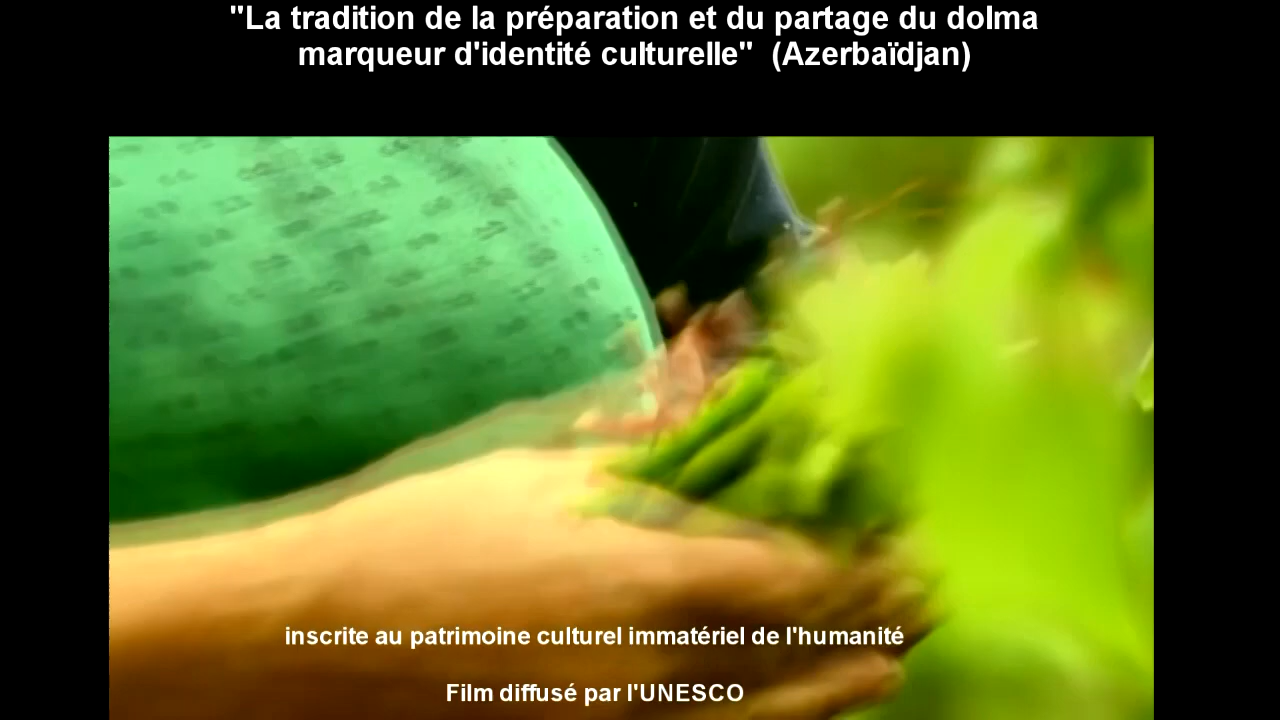 "La tradition de la préparation et du partage du dolma
marqueur d'identité culturelle"  (Azerbaïdjan)
inscrite au patrimoine culturel immatériel de l'humanité
Film diffusé par l'UNESCO